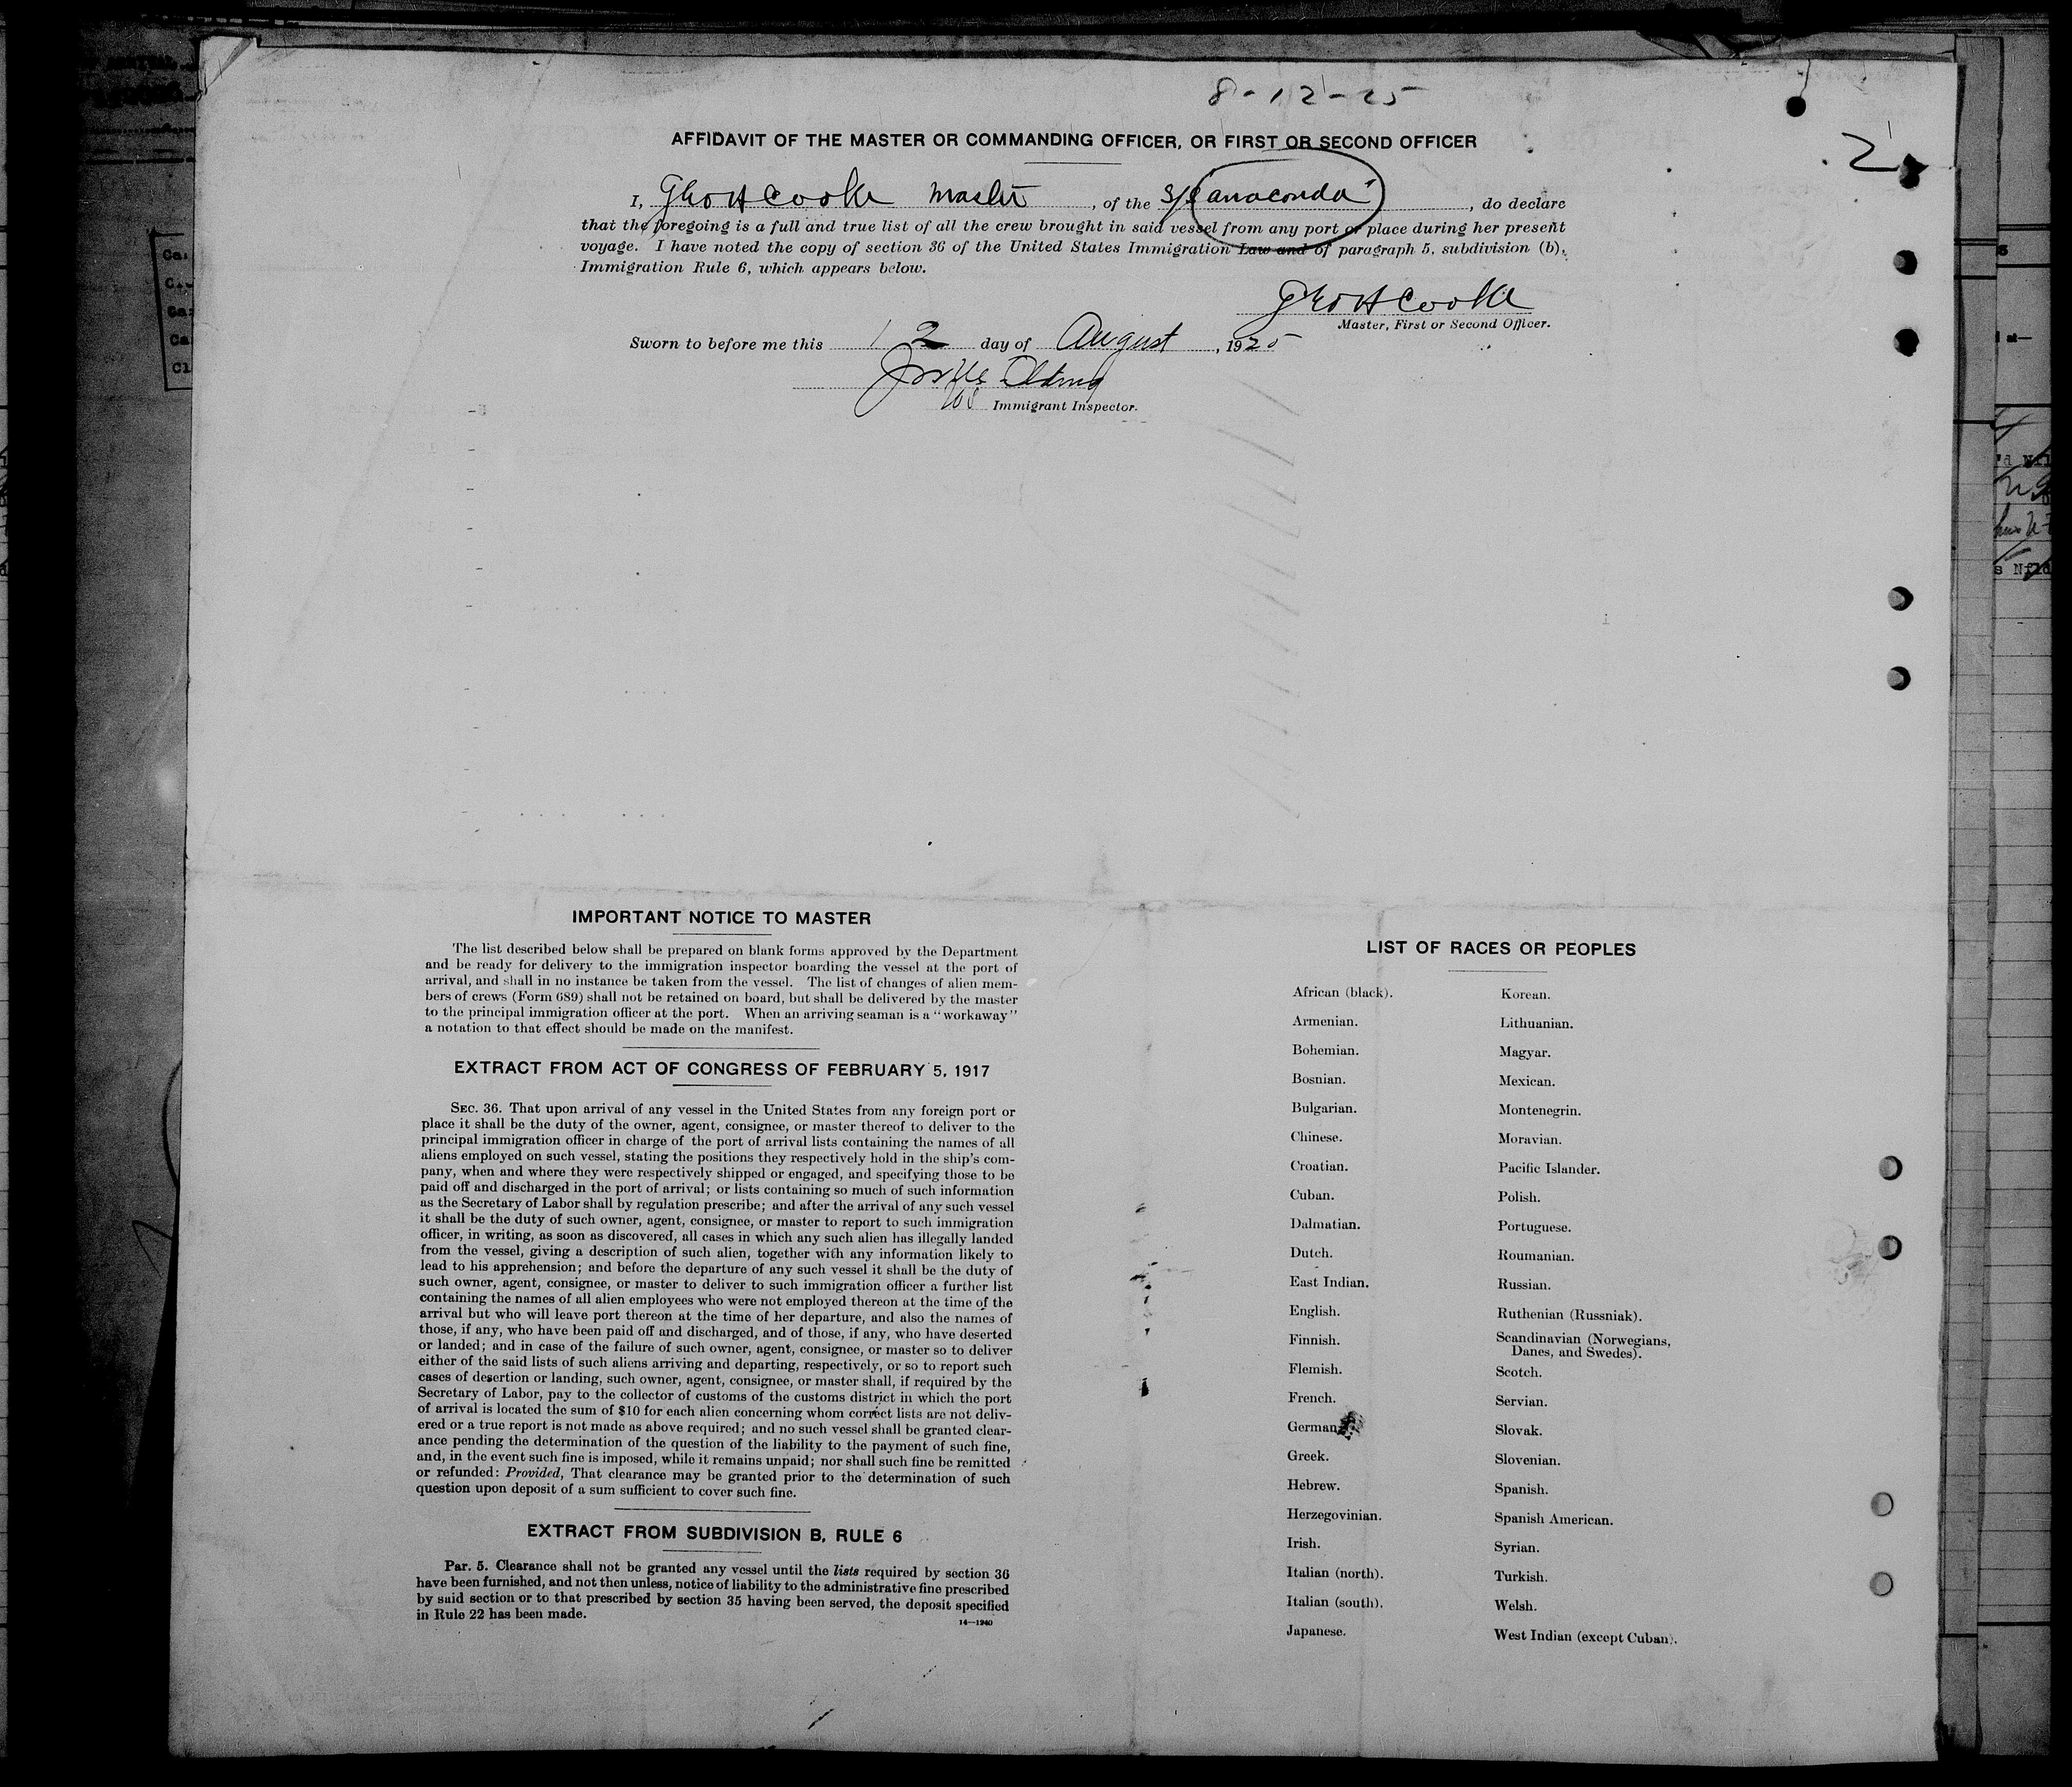 8-12-25
2
AFFIDAVIT OF THE MASTER OR COMMANDING OFFICER, OR FIRST OR SECOND OFFICER
I, Geo H Cooke Master, of the S/S "anaconda", do declare
that the foregoing is a full and true list of all the crew brought in said vessel from any port or place during her present
voyage. I have noted the copy of section 36 of the United States Immigration Law and of paragraph 5, subdivision (b),
Immigration Rule 6, which appears below.
Geo H Cooke
Master, First or Second Officer.
Sworn to before me this 12 day of August, 1925
Immigrant Inspector.
IMPORTANT NOTICE TO MASTER
The list described below shall be prepared on blank forms approved by the Department
and be ready for delivery to the immigration inspector boarding the vessel at the port of
arrival, and shall in no instance be taken from the vessel. The list of changes of alien mem-
bers of crews (Form 689) shall not be retained on board, but shall be delivered by the master
to the principal immigration officer at the port. When an arriving seaman is a "workaway"
a notation to that effect should be made on the manifest.
EXTRACT FROM ACT OF CONGRESS OF FEBRUARY 5, 1917
SEC. 36. That upon arrival of any vessel in the United States from any foreign port or
place it shall be the duty of the owner, agent, consignee, or master thereof to deliver to the
principal immigration officer in charge of the port of arrival lists containing the names of all
aliens employed on such vessel, stating the positions they respectively hold in the ship's com-
pany, when and where they were respectively shipped or engaged, and specifying those to be
paid off and discharged in the port of arrival; or lists containing so much of such information
as the Secretary of Labor shall by regulation prescribe; and after the arrival of any such vessel
it shall be the duty of such owner, agent, consignee, or master to report to such immigration
officer, in writing, as soon as discovered, all cases in which any such alien has illegally landed
from the vessel, giving a description of such alien, together with any information likely to
lead to his apprehension; and before the departure of any such vessel it shall be the duty of
such owner, agent, consignee, or master to deliver to such immigration officer a further list
containing the names of all alien employees who were not employed thereon at the time of the
arrival but who will leave port thereon at the time of her departure, and also the names of
those, if any, who have been paid off and discharged, and of those, if any, who have deserted
or landed; and in case of the failure of such owner, agent, consignee, or master so to deliver
either of the said lists of such aliens arriving and departing, respectively, or so to report such
cases of desertion or landing, such owner, agent, consignee, or master shall, if required by the
Secretary of Labor, pay to the collector of customs of the customs district in which the port
of arrival is located the sum of $10 for each alien concerning whom correct lists are not deliv-
ered or a true report is not made as above required; and no such vessel shall be granted clear-
ance pending the determination of the question of the liability to the payment of such fine,
and, in the event such fine is imposed, while it remains unpaid; nor shall such fine be remitted
or refunded: Provided, That clearance may be granted prior to the determination of such
question upon deposit of a sum sufficient to cover such fine.
EXTRACT FROM SUBDIVISION B, RULE 6
Par. 5. Clearance shall not be granted any vessel until the lists required by section 36
have been furnished, and not then unless, notice of liability to the administrative fine prescribed
by said section or to that prescribed by section 35 having been served, the deposit specified
in Rule 22 has been made.
14—1240
LIST OF RACES OR PEOPLES
African (black).
Armenian.
Bohemian.
Bosnian.
Bulgarian.
Chinese.
Croatian.
Cuban.
Dalmatian.
Dutch.
East Indian.
English.
Finnish.
Flemish.
French.
German
Greek.
Hebrew.
Herzegovinian.
Irish.
Italian (north).
Italian (south).
Japanese.
Korean.
Lithuanian.
Magyar.
Mexican.
Montenegrin.
Moravian.
Pacific Islander.
Polish.
Portuguese.
Roumanian.
Russian.
Ruthenian (Russniak).
Scandinavian (Norwegians,
Danes, and Swedes).
Scotch.
Servian.
Slovak.
Slovenian.
Spanish.
Spanish American.
Syrian.
Turkish.
Welsh.
West Indian (except Cuban).